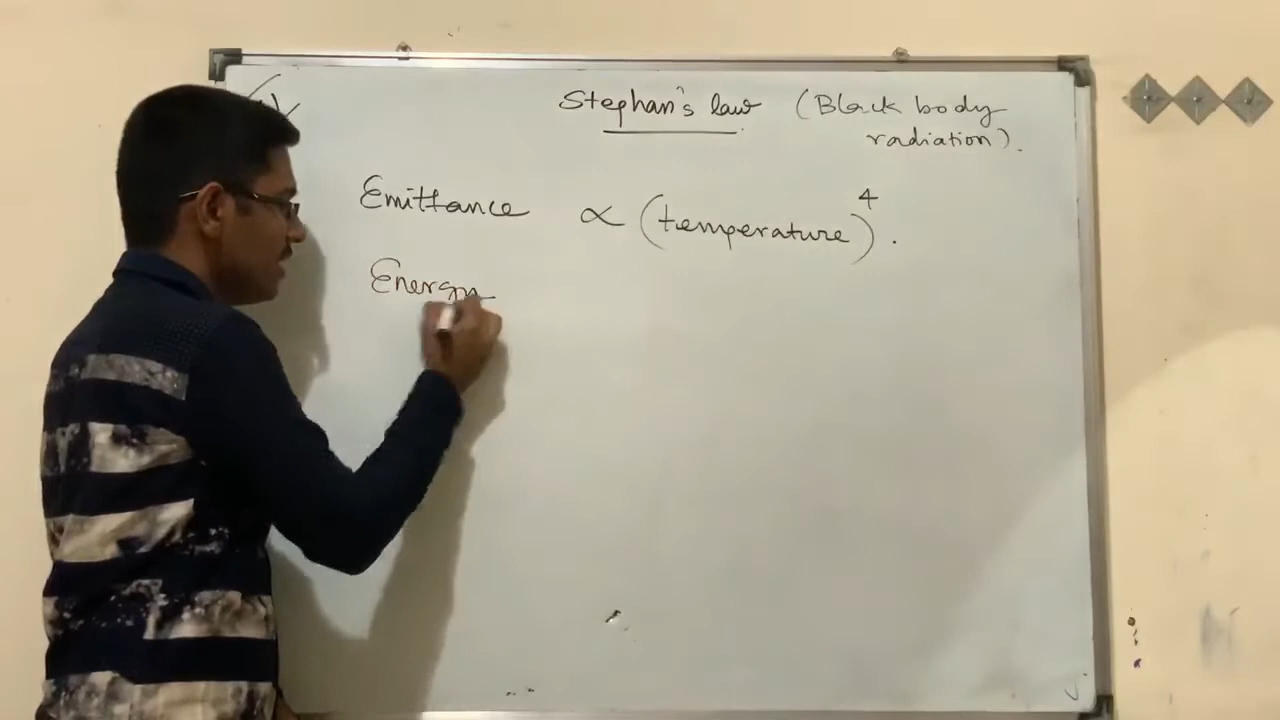 Stephan's law (Black body
radiation).
Emittance ∝ (temperature)⁴.
Energy